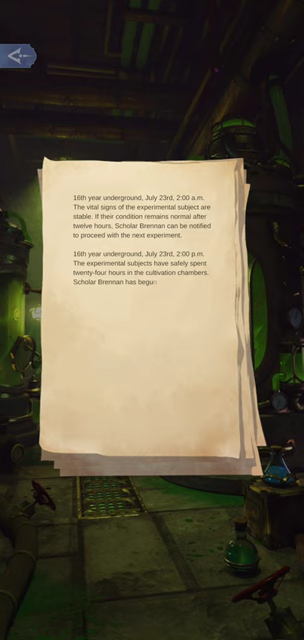 16th year underground, July 23rd, 2:00 a.m.
The vital signs of the experimental subject are
stable. If their condition remains normal after
twelve hours, Scholar Brennan can be notified
to proceed with the next experiment.
16th year underground, July 23rd, 2:00 p.m.
The experimental subjects have safely spent
twenty-four hours in the cultivation chambers.
Scholar Brennan has begun